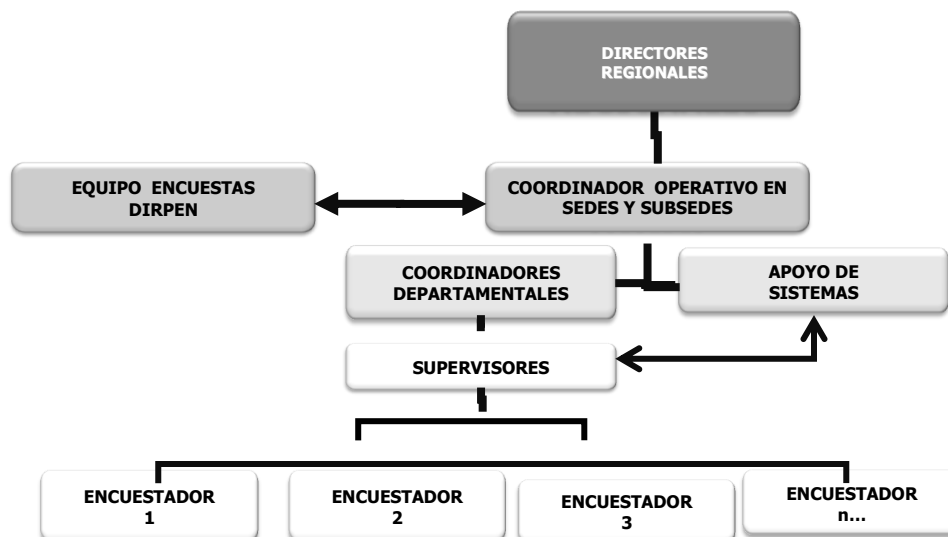 DIRECTORES
REGIONALES
EQUIPO ENCUESTAS
DIRPEN
COORDINADOR OPERATIVO EN
SEDES Y SUBSEDES
COORDINADORES
DEPARTAMENTALES
APOYO DE
SISTEMAS
SUPERVISORES
ENCUESTADOR
1
ENCUESTADOR
2
ENCUESTADOR
3
ENCUESTADOR
n...